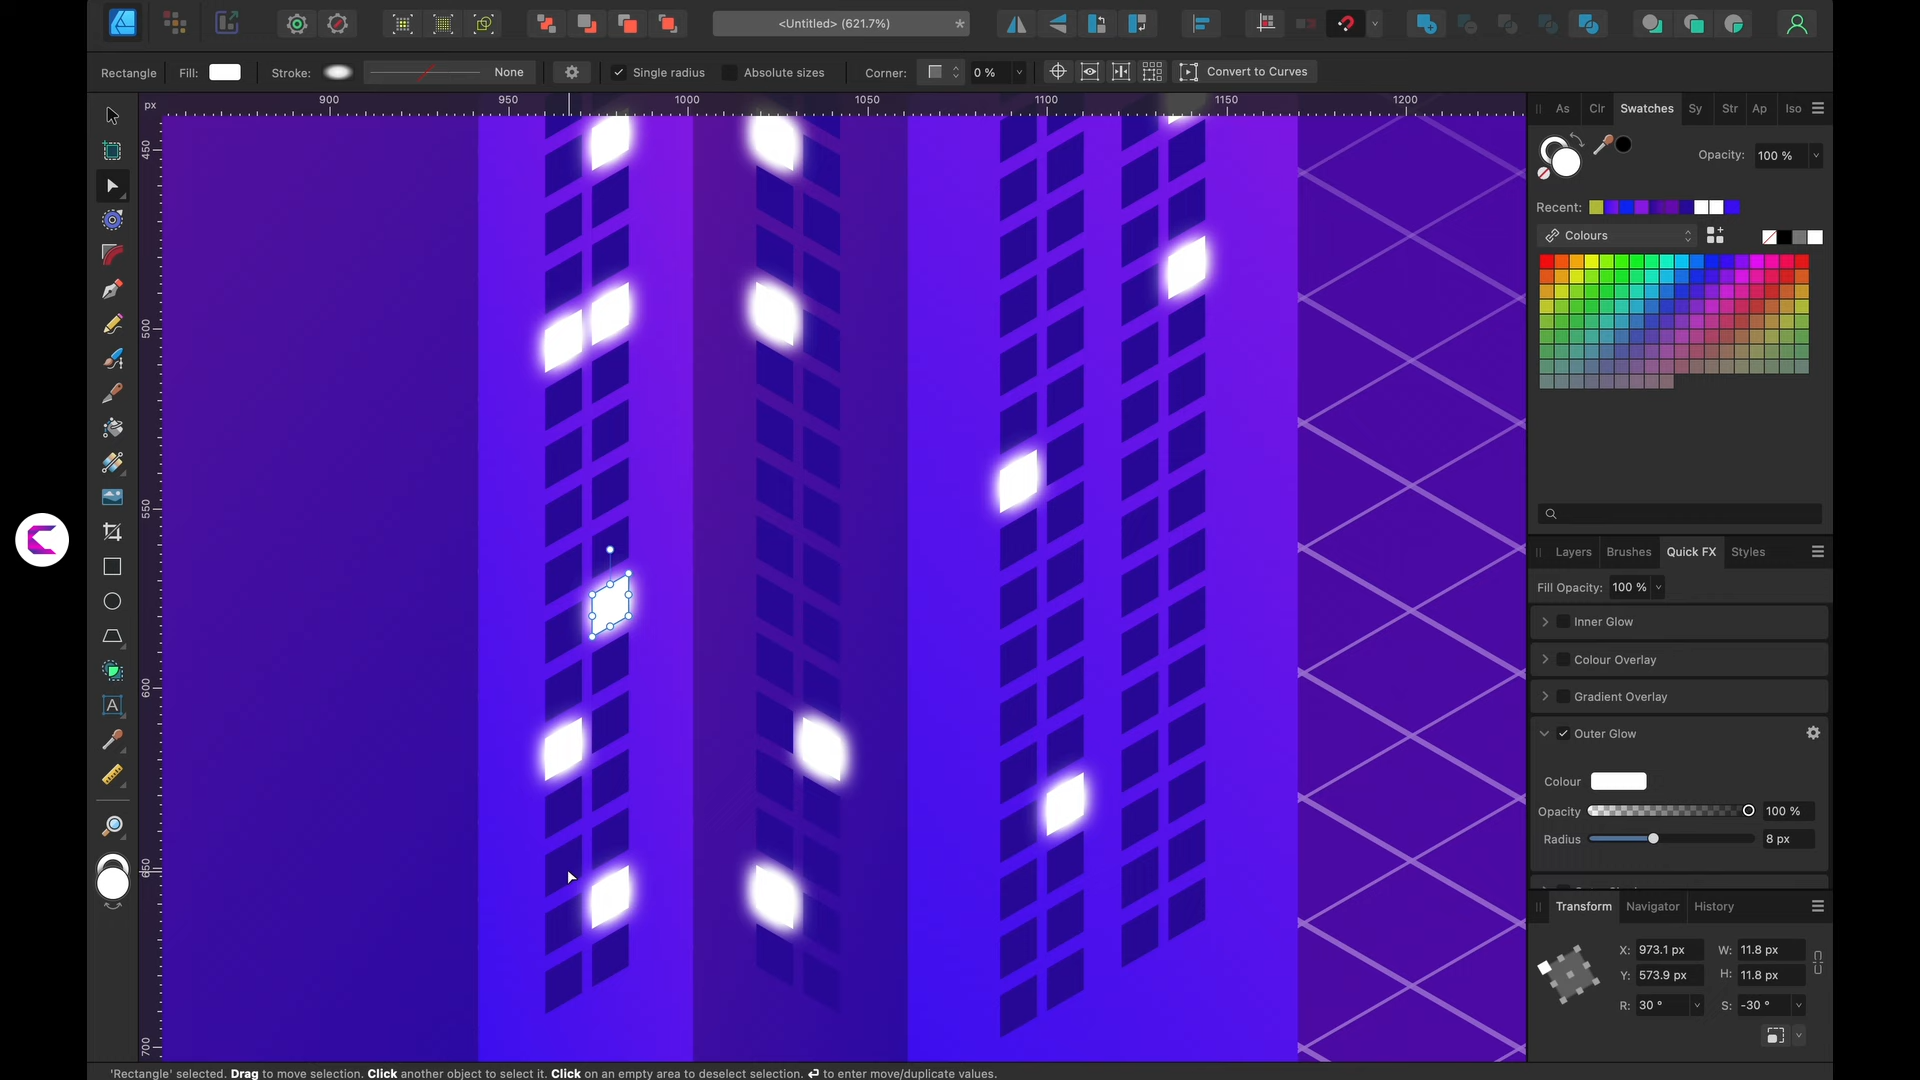 <Untitled> (621.7%)
*
Rectangle Fill: Stroke: None Single radius Absolute sizes Corner: 0 % Convert to Curves
px 900 950 1000 1050 1100 1150 1200
450
500
550
600
650
700
As Clr Swatches Sy Str Ap Iso
Opacity: 100 %
Recent:
Colours
Layers Brushes Quick FX Styles
Fill Opacity: 100 %
Inner Glow
Colour Overlay
Gradient Overlay
Outer Glow
Colour
Opacity 100 %
Radius 8 px
Transform Navigator History
X: 973.1 px W: 11.8 px
Y: 573.9 px H: 11.8 px
R: 30 ° S: -30 °
'Rectangle' selected. Drag to move selection. Click another object to select it. Click on an empty area to deselect selection. ↵ to enter move/duplicate values.